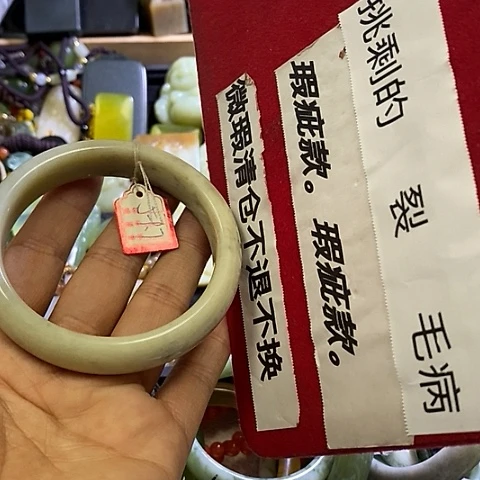 挑剩的 裂 毛病
瑕疵款。瑕疵款。
微瑕清仓不退不换